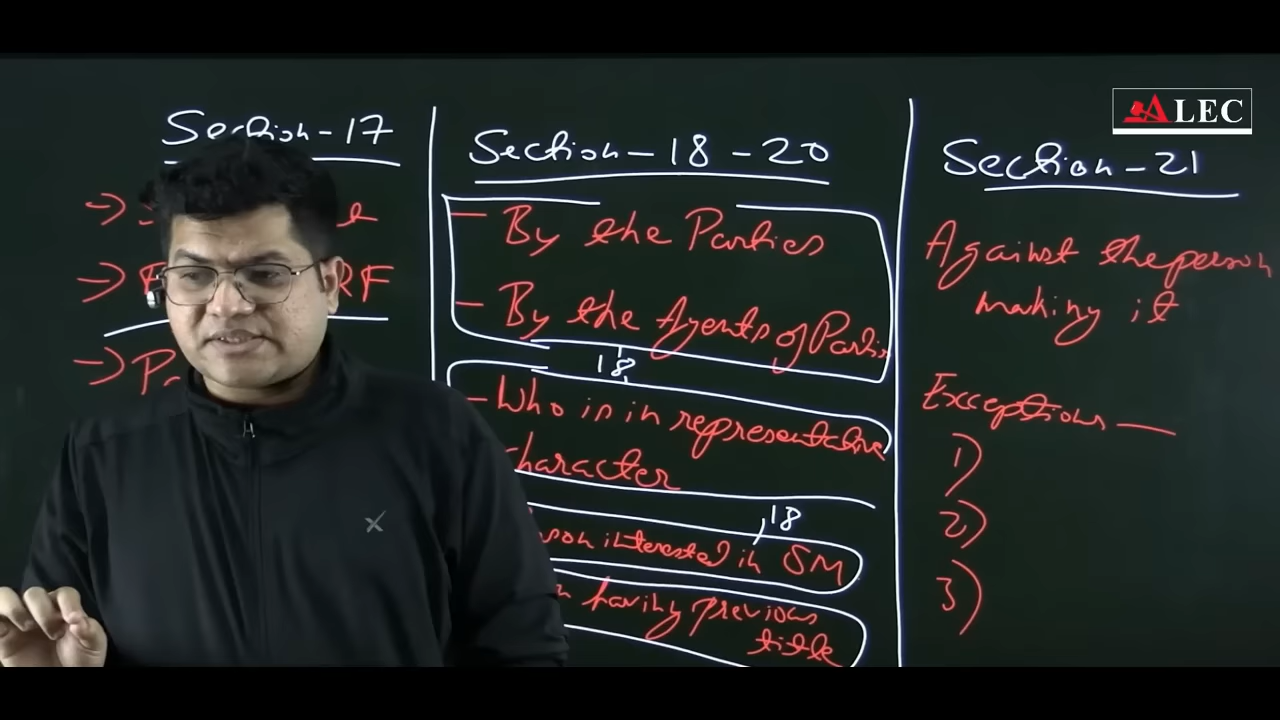 ALEC
Section-17
→)
→) RF
→)
Section-18-20
- By the Parties
- By the Agents of Parties
18
- Who is in representative
character
18
interested in SM
having previous
title
Section-21
Against the person
making it
Exceptions —
1)
2)
3)